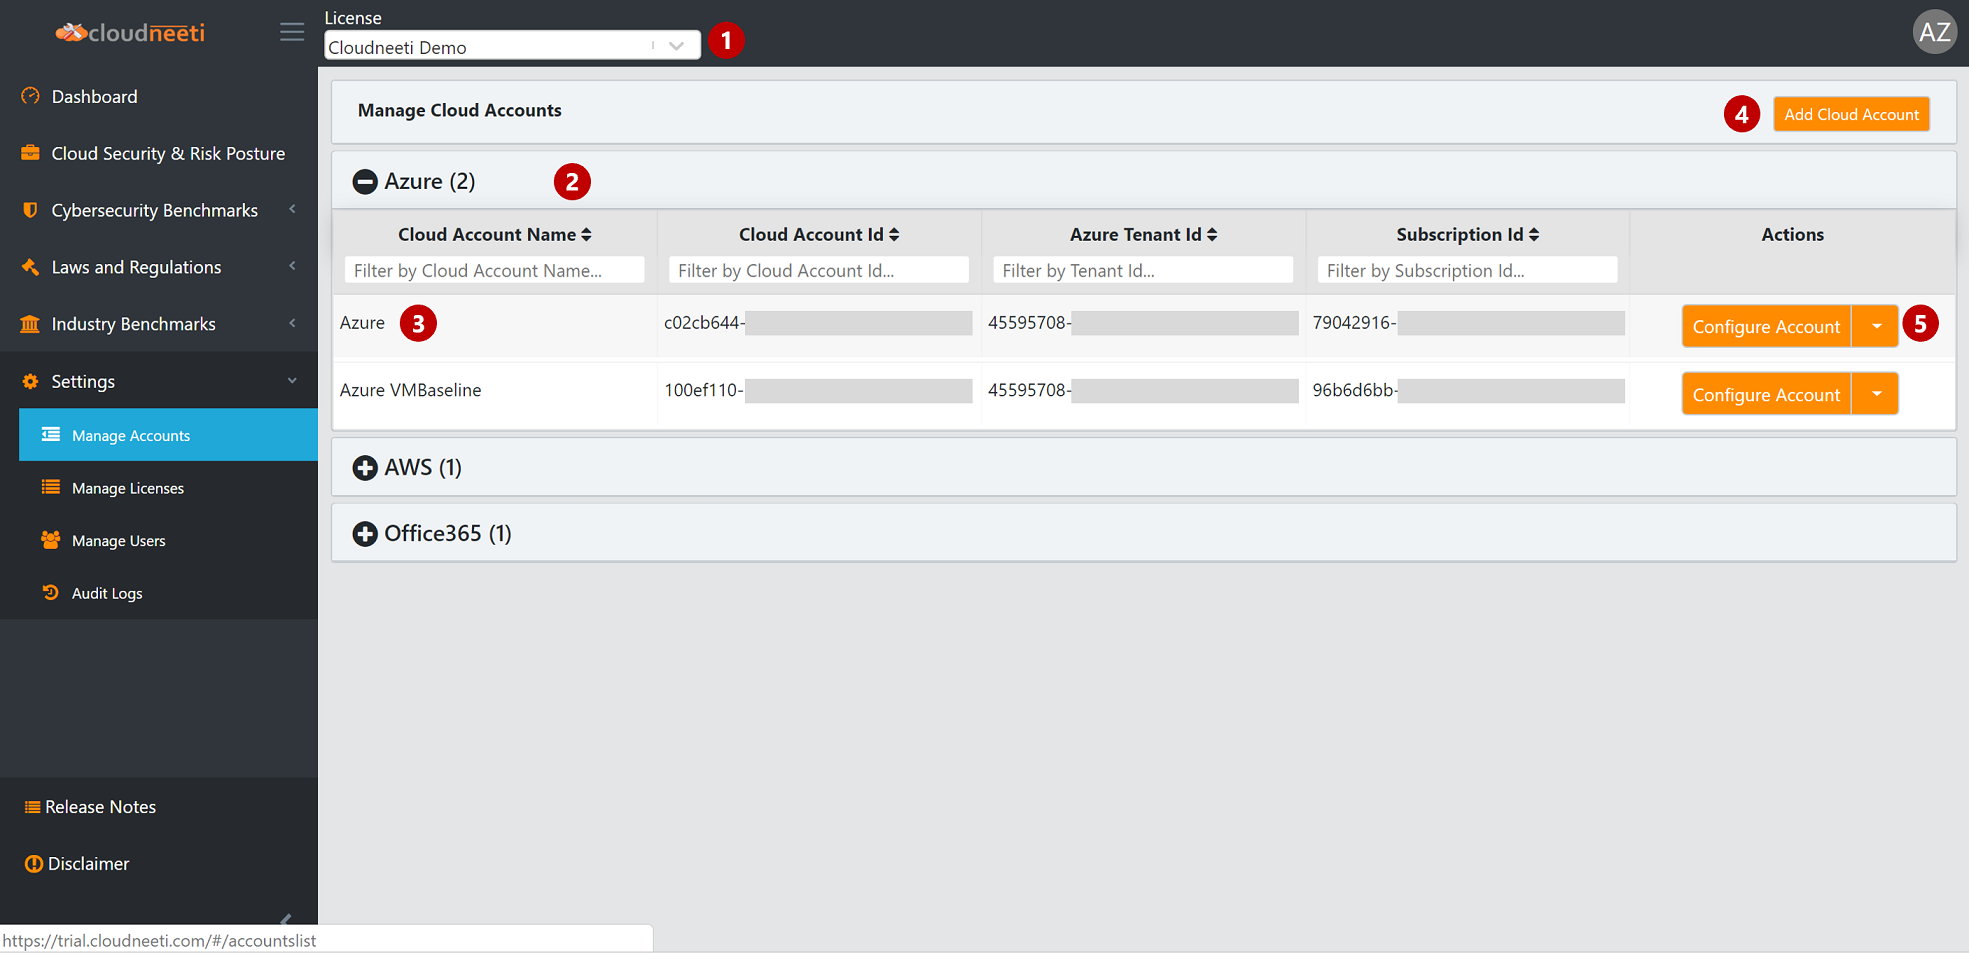 cloudneeti
License
Cloudneeti Demo
1
AZ
Dashboard
Cloud Security & Risk Posture
Cybersecurity Benchmarks
Laws and Regulations
Industry Benchmarks
Settings
Manage Accounts
Manage Licenses
Manage Users
Audit Logs
Release Notes
Disclaimer
https://trial.cloudneeti.com/#/accountslist
Manage Cloud Accounts
4
Add Cloud Account
Azure (2)
2
Cloud Account Name
Cloud Account Id
Azure Tenant Id
Subscription Id
Actions
Filter by Cloud Account Name...
Filter by Cloud Account Id...
Filter by Tenant Id...
Filter by Subscription Id...
Azure
3
c02cb644-
45595708-
79042916-
Configure Account
5
Azure VMBaseline
100ef110-
45595708-
96b6d6bb-
Configure Account
AWS (1)
Office365 (1)